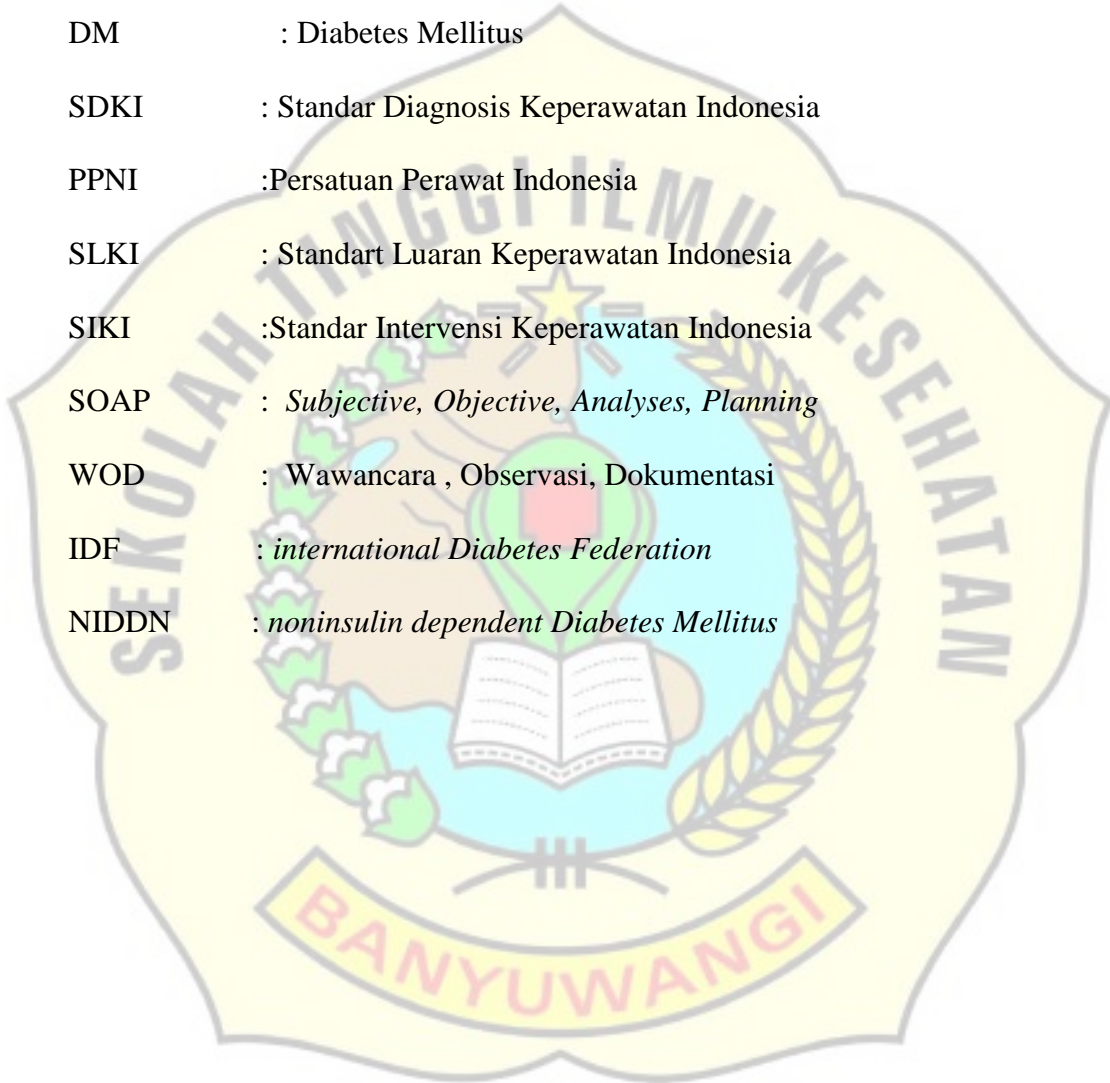 DM : Diabetes Mellitus
SDKI : Standar Diagnosis Keperawatan Indonesia
PPNI :Persatuan Perawat Indonesia
SLKI : Standart Luaran Keperawatan Indonesia
SIKI :Standar Intervensi Keperawatan Indonesia
SOAP : Subjective, Objective, Analyses, Planning
WOD : Wawancara , Observasi, Dokumentasi
IDF : international Diabetes Federation
NIDDN : noninsulin dependent Diabetes Mellitus
SEKOLAH TINGGI ILMU KESEHATAN
BANYUWANGI